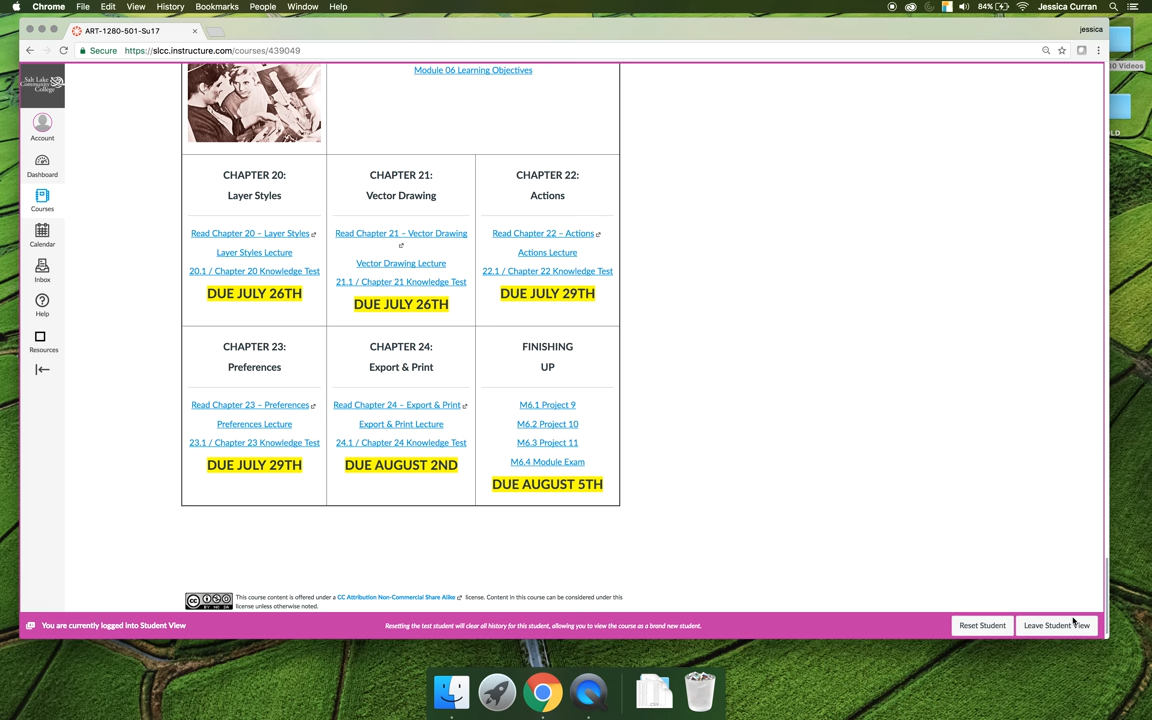 Chrome File Edit View History Bookmarks People Window Help 84% Jessica Curran
ART-1280-501-Su17 jessica
Secure https://slcc.instructure.com/courses/439049
Salt Lake
Community
College
Account
Dashboard
Courses
Calendar
Inbox
Help
Resources
Module 06 Learning Objectives
CHAPTER 20:
Layer Styles
Read Chapter 20 – Layer Styles
Layer Styles Lecture
20.1 / Chapter 20 Knowledge Test
DUE JULY 26TH
CHAPTER 21:
Vector Drawing
Read Chapter 21 – Vector Drawing
Vector Drawing Lecture
21.1 / Chapter 21 Knowledge Test
DUE JULY 26TH
CHAPTER 22:
Actions
Read Chapter 22 – Actions
Actions Lecture
22.1 / Chapter 22 Knowledge Test
DUE JULY 29TH
CHAPTER 23:
Preferences
Read Chapter 23 – Preferences
Preferences Lecture
23.1 / Chapter 23 Knowledge Test
DUE JULY 29TH
CHAPTER 24:
Export & Print
Read Chapter 24 – Export & Print
Export & Print Lecture
24.1 / Chapter 24 Knowledge Test
DUE AUGUST 2ND
FINISHING
UP
M6.1 Project 9
M6.2 Project 10
M6.3 Project 11
M6.4 Module Exam
DUE AUGUST 5TH
This course content is offered under a CC Attribution Non-Commercial Share Alike license. Content in this course can be considered under this
license unless otherwise noted.
BY NC SA
You are currently logged into Student View
Resetting the test student will clear all history for this student, allowing you to view the course as a brand new student.
Reset Student
Leave Student View